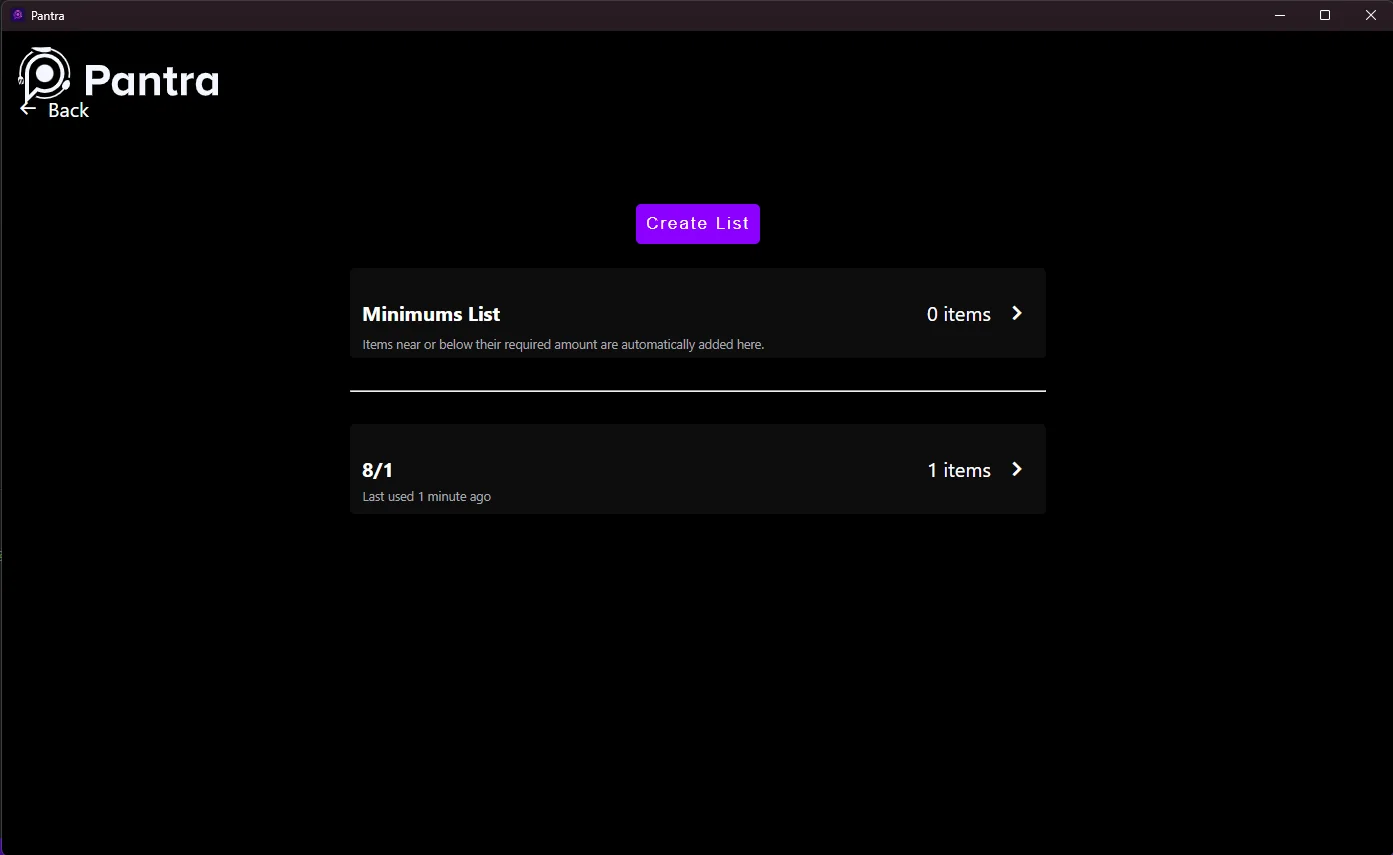 Pantra
Pantra
Back
Create List
Minimums List
0 items
Items near or below their required amount are automatically added here.
8/1
1 items
Last used 1 minute ago